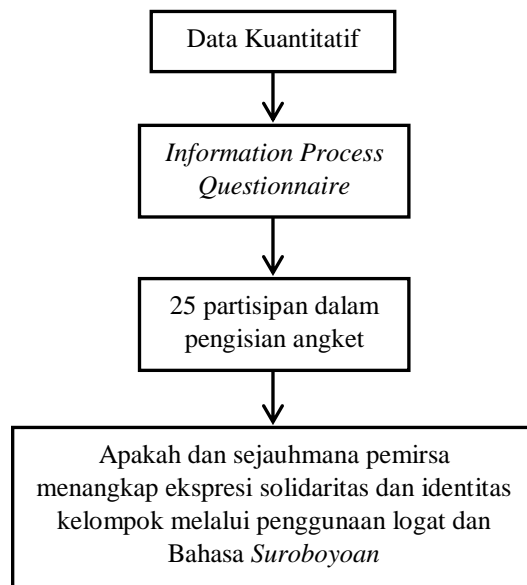 Data Kuantitatif
Information Process
Questionnaire
25 partisipan dalam
pengisian angket
Apakah dan sejauhmana pemirsa
menangkap ekspresi solidaritas dan identitas
kelompok melalui penggunaan logat dan
Bahasa Suroboyoan